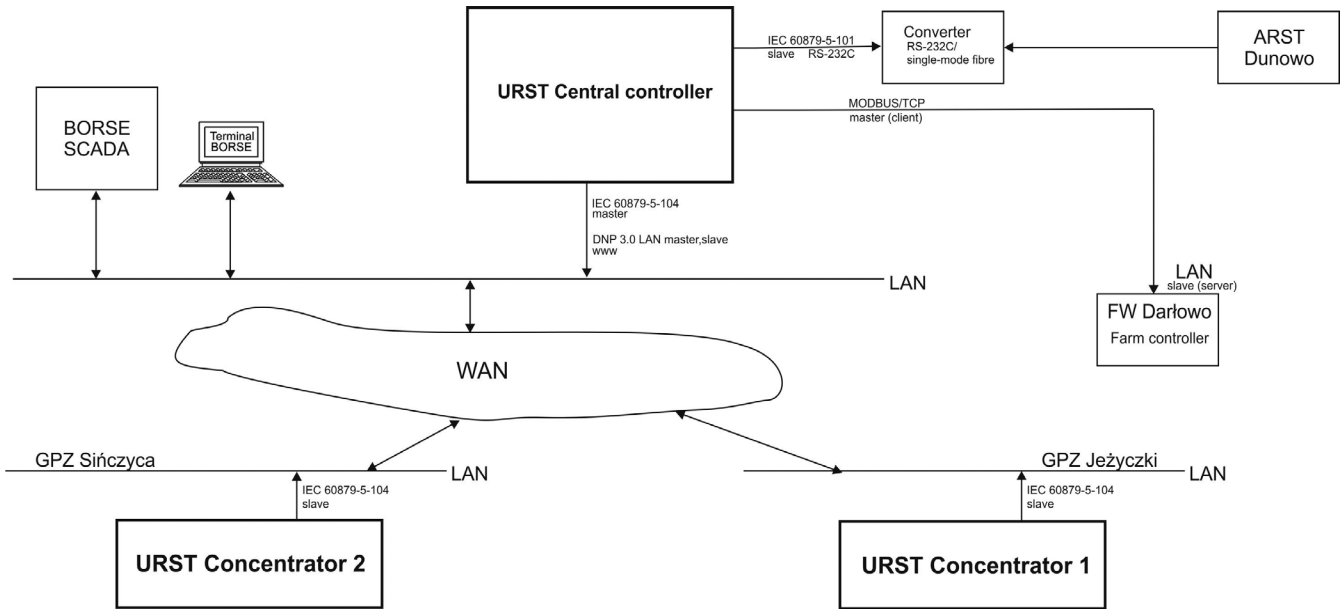 IEC 60879-5-101
slave RS-232C
Converter
RS-232C/
single-mode fibre
ARST
Dunowo
URST Central controller
MODBUS/TCP
master (client)
BORSE
SCADA
Terminal
BORSE
IEC 60879-5-104
master
DNP 3.0 LAN master,slave
www
LAN
LAN
slave (server)
FW Darłowo
Farm controller
WAN
GPZ Sińczyca
LAN
IEC 60879-5-104
slave
URST Concentrator 2
GPZ Jeżyczki
LAN
IEC 60879-5-104
slave
URST Concentrator 1